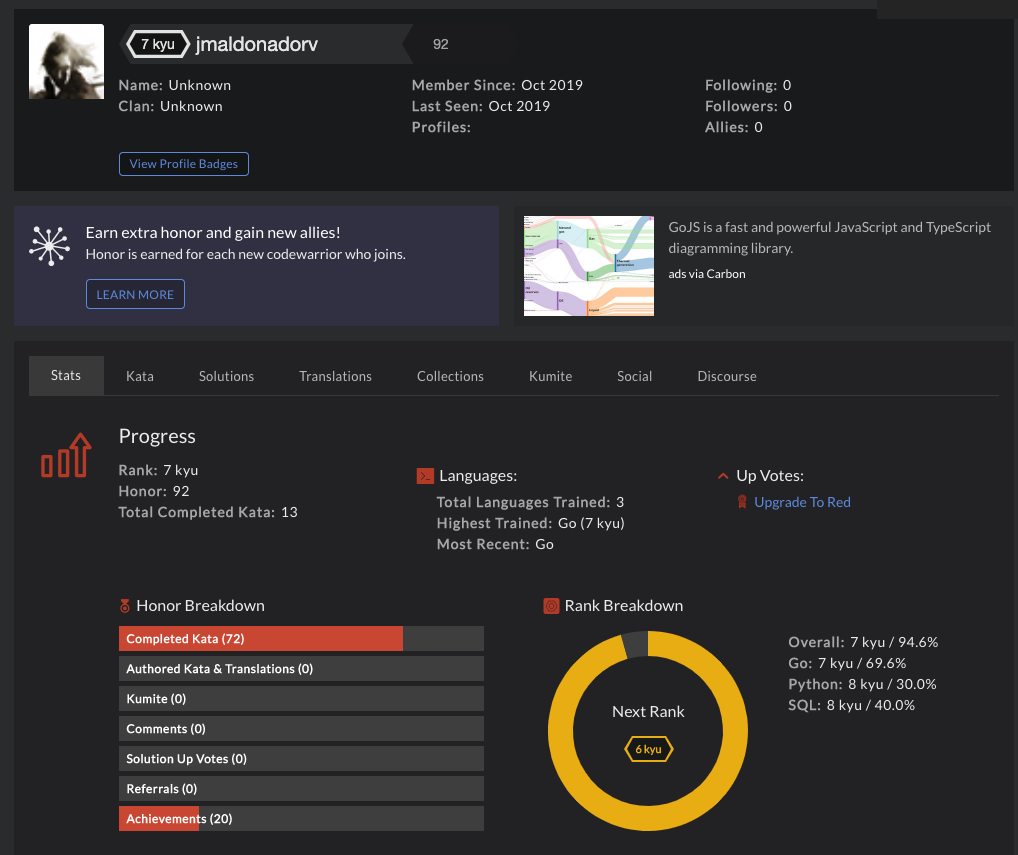 7 kyu jmaldonadorv 92
Name: Unknown
Clan: Unknown
Member Since: Oct 2019
Last Seen: Oct 2019
Profiles:
Following: 0
Followers: 0
Allies: 0
View Profile Badges
Earn extra honor and gain new allies!
Honor is earned for each new codewarrior who joins.
LEARN MORE
GoJS is a fast and powerful JavaScript and TypeScript
diagramming library.
ads via Carbon
Stats Kata Solutions Translations Collections Kumite Social Discourse
Progress
Rank: 7 kyu
Honor: 92
Total Completed Kata: 13
Languages:
Total Languages Trained: 3
Highest Trained: Go (7 kyu)
Most Recent: Go
Up Votes:
Upgrade To Red
Honor Breakdown
Completed Kata (72)
Authored Kata & Translations (0)
Kumite (0)
Comments (0)
Solution Up Votes (0)
Referrals (0)
Achievements (20)
Rank Breakdown
Next Rank
6 kyu
Overall: 7 kyu / 94.6%
Go: 7 kyu / 69.6%
Python: 8 kyu / 30.0%
SQL: 8 kyu / 40.0%